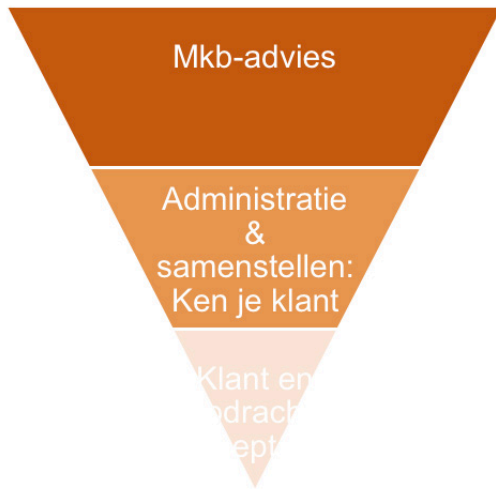 Mkb-advies
Administratie
&
samenstellen:
Ken je klant
Klant en